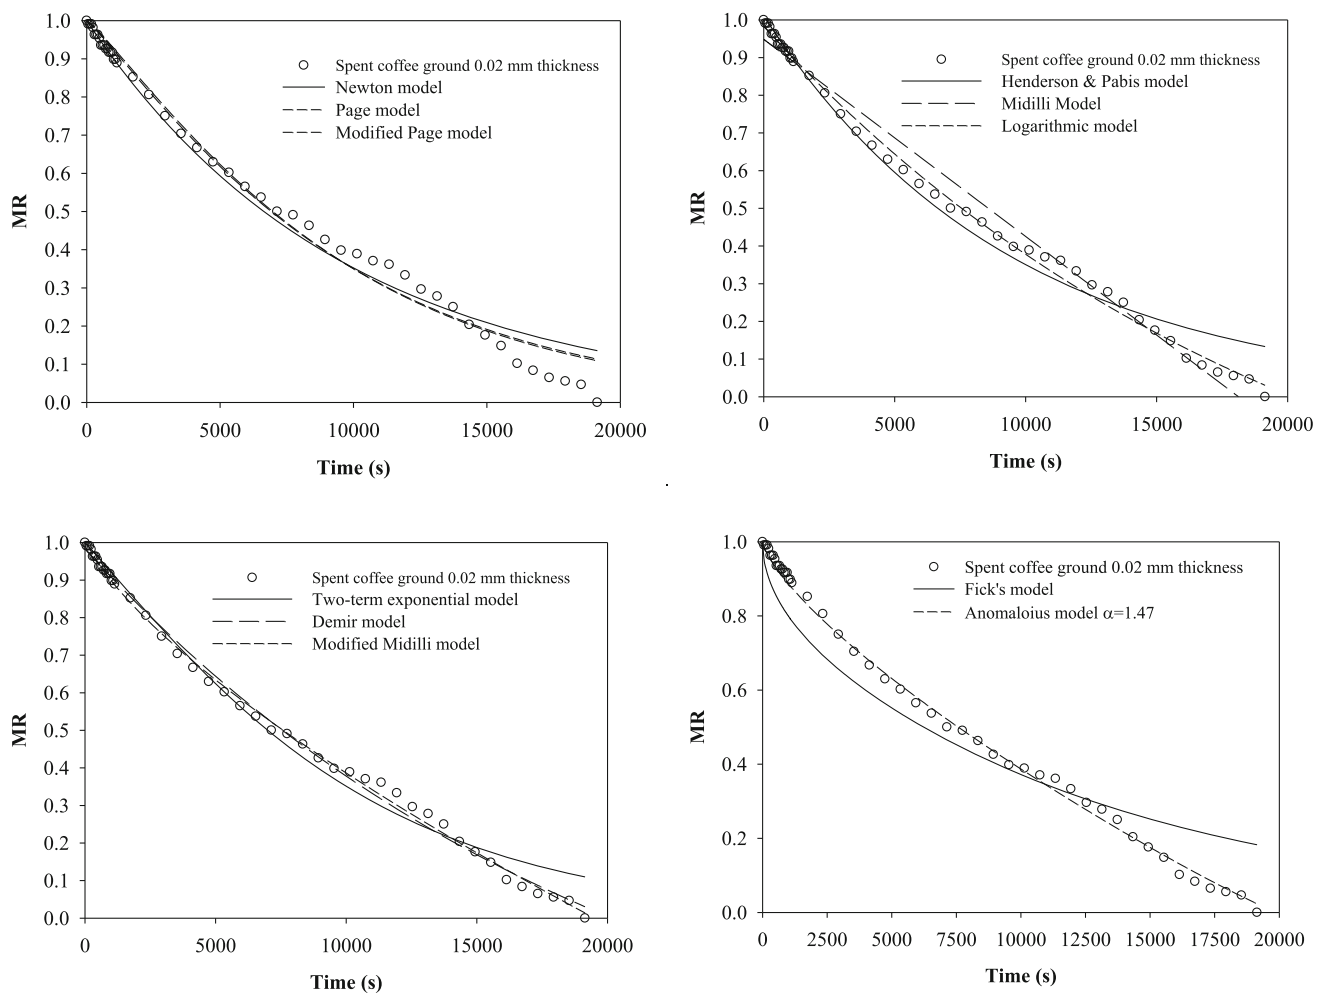 1.0
0.9
0.8
0.7
0.6
0.5
0.4
0.3
0.2
0.1
0.0
MR
Spent coffee ground 0.02 mm thickness
Newton model
Page model
Modified Page model
0 5000 10000 15000 20000
Time (s)
1.0
0.9
0.8
0.7
0.6
0.5
0.4
0.3
0.2
0.1
0.0
MR
Spent coffee ground 0.02 mm thickness
Henderson & Pabis model
Midilli Model
Logarithmic model
0 5000 10000 15000 20000
Time (s)
1.0
0.9
0.8
0.7
0.6
0.5
0.4
0.3
0.2
0.1
0.0
MR
Spent coffee ground 0.02 mm thickness
Two-term exponential model
Demir model
Modified Midilli model
0 5000 10000 15000 20000
Time (s)
1.0
0.8
0.6
0.4
0.2
0.0
MR
Spent coffee ground 0.02 mm thickness
Fick's model
Anomaloius model α=1.47
0 2500 5000 7500 10000 12500 15000 17500 20000
Time (s)